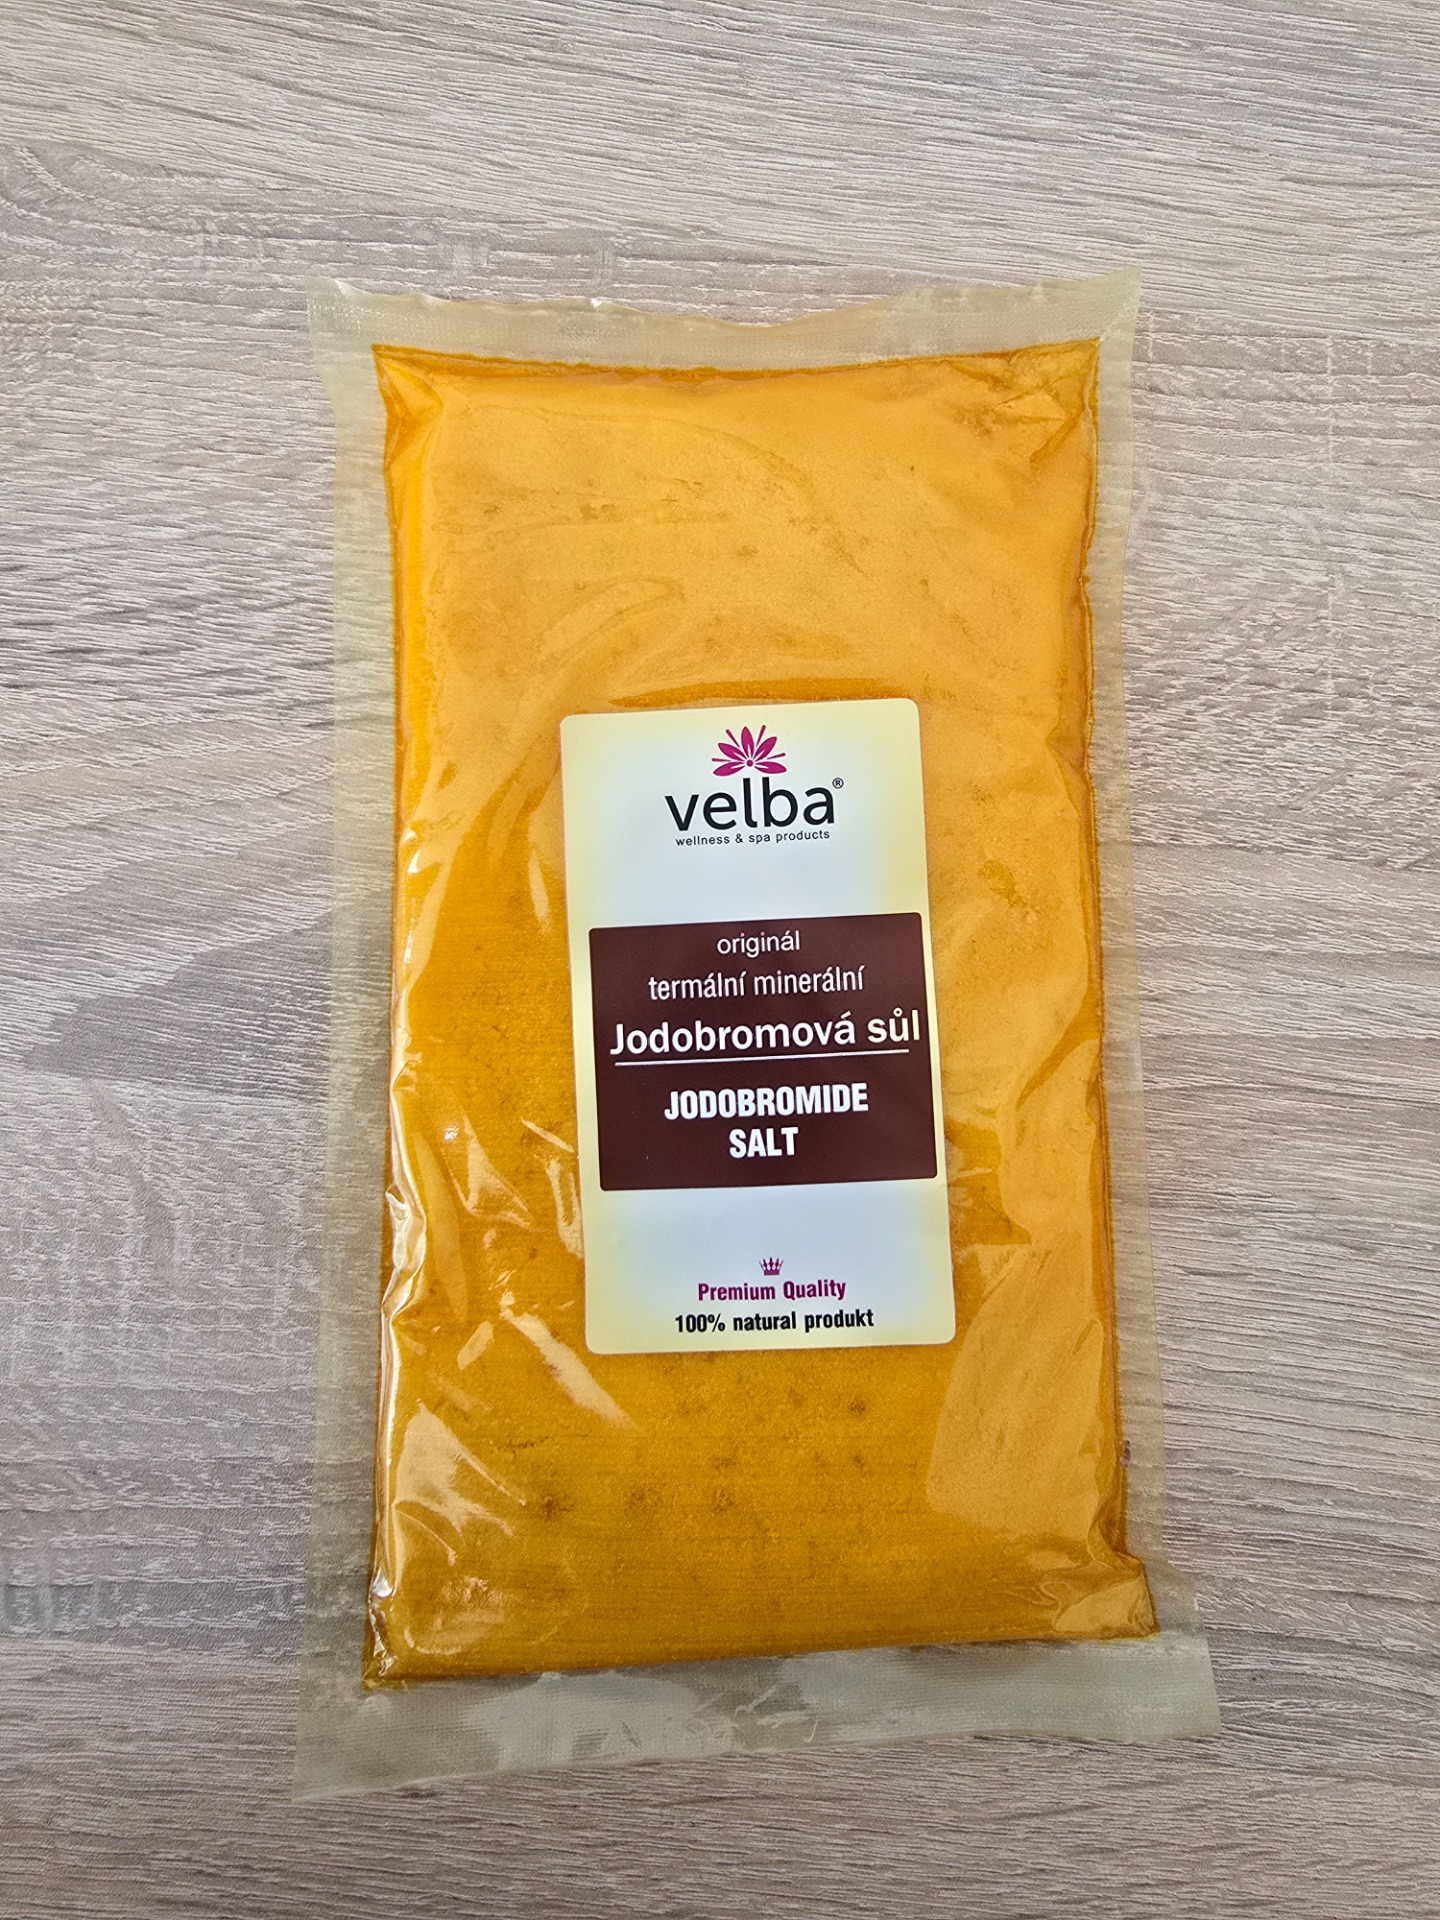 velba®
wellness & spa products
originál
termální minerální
Jodobromová sůl
JODOBROMIDE
SALT
Premium Quality
100% natural produkt